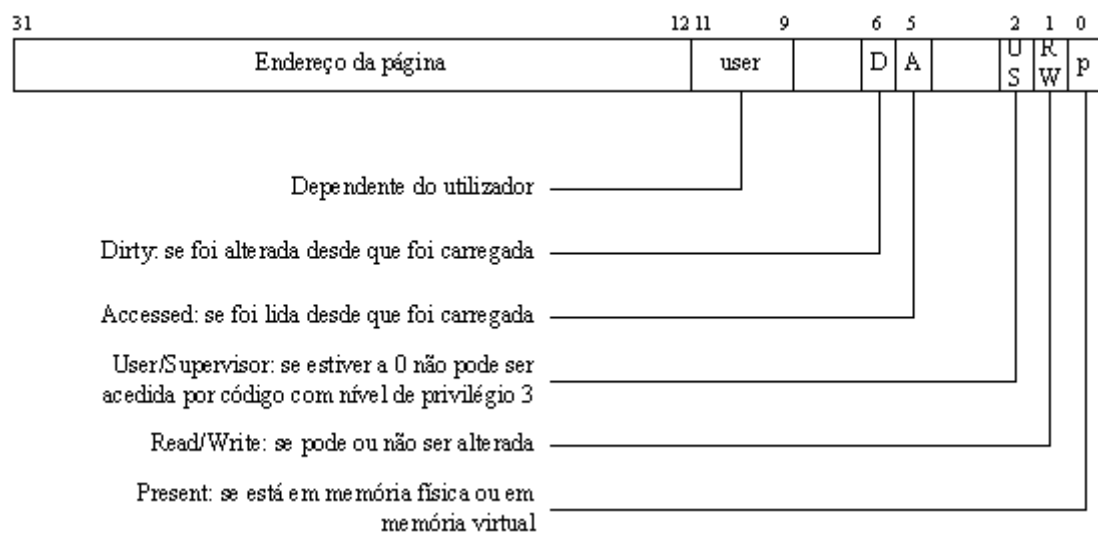 31 12 11 9 6 5 2 1 0
Endereço da página user D A U S R W p
Dependente do utilizador
Dirty: se foi alterada desde que foi carregada
Accessed: se foi lida desde que foi carregada
User/Supervisor: se estiver a 0 não pode ser
acedida por código com nível de privilégio 3
Read/Write: se pode ou não ser alterada
Present: se está em memória física ou em
memória virtual